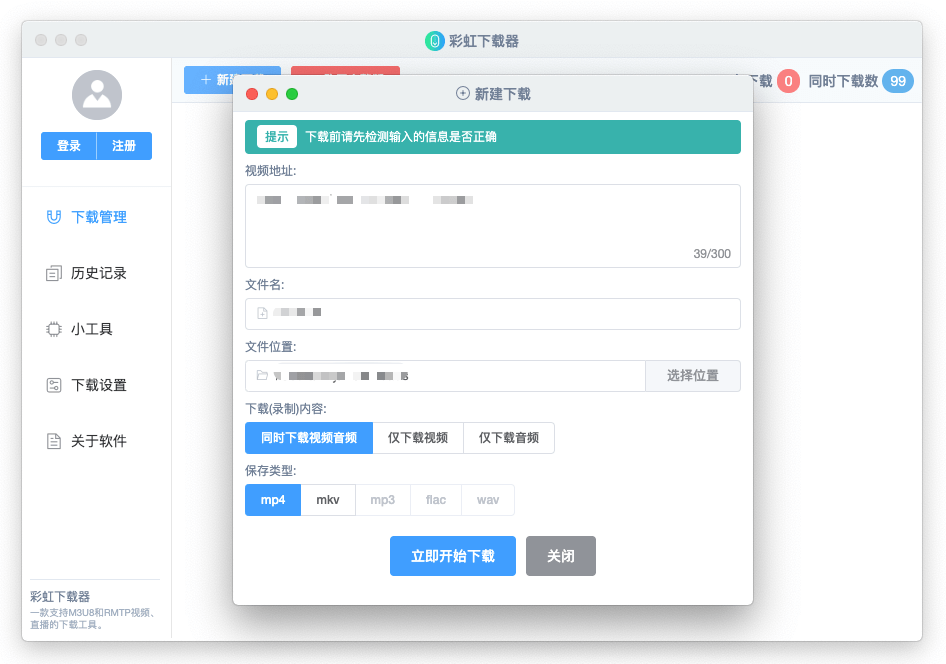 彩虹下载器
下载 0 同时下载数 99
新建下载
提示 下载前请先检测输入的信息是否正确
视频地址:
39/300
文件名:
文件位置:
选择位置
下载(录制)内容:
同时下载视频音频 仅下载视频 仅下载音频
保存类型:
mp4 mkv mp3 flac wav
立即开始下载 关闭
登录 注册
下载管理
历史记录
小工具
下载设置
关于软件
彩虹下载器
一款支持M3U8和RMTP视频、
直播的下载工具。